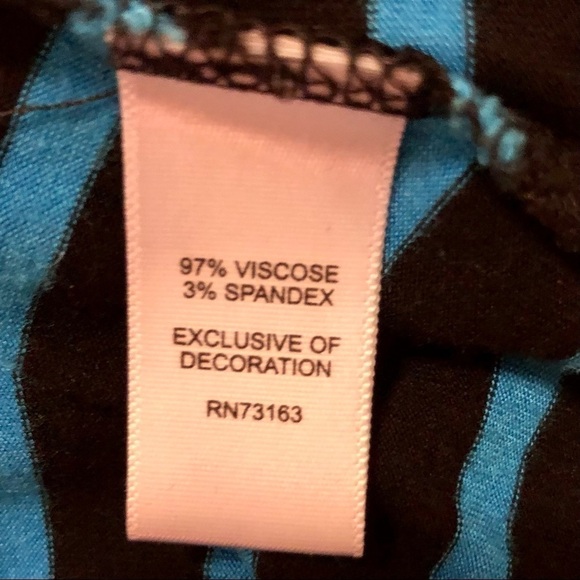 97% VISCOSE
3% SPANDEX
EXCLUSIVE OF
DECORATION
RN73163